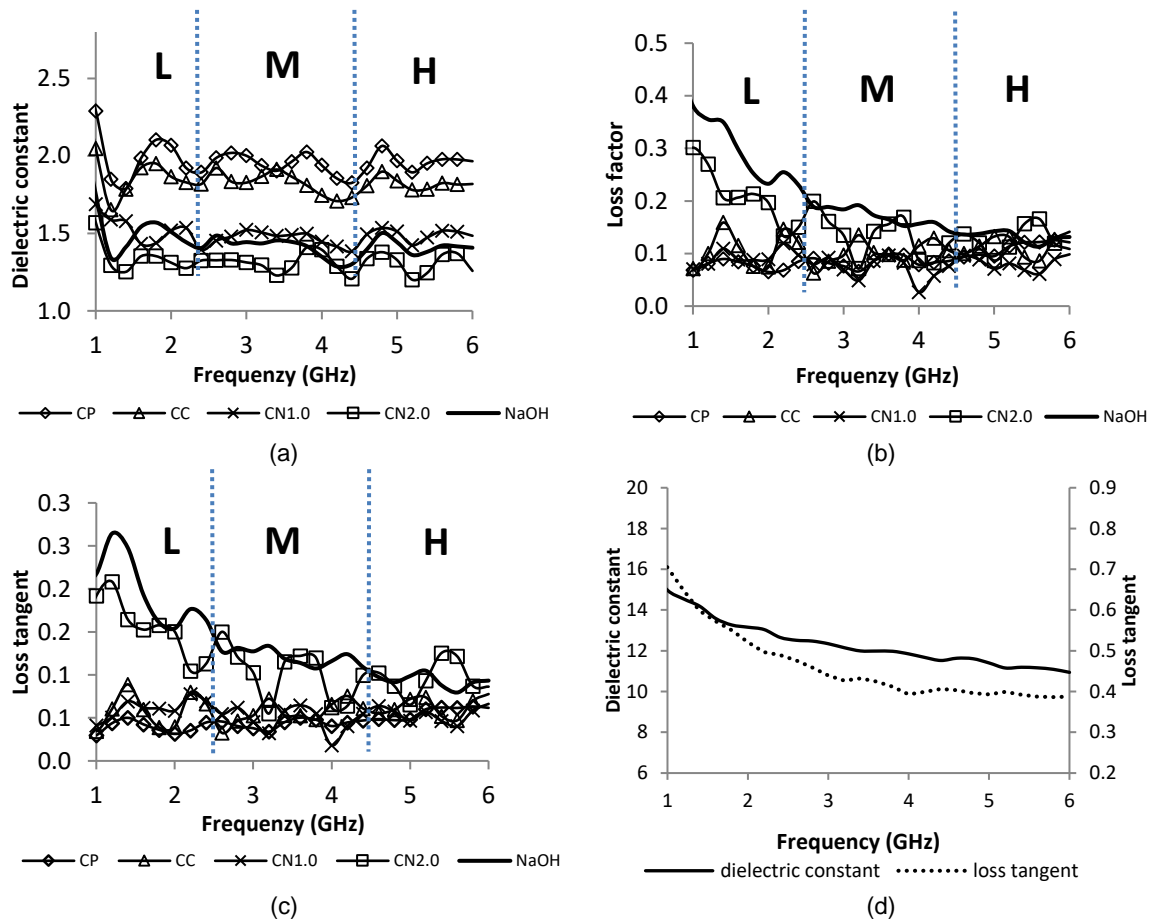 L M H
2.5
2.0
1.5
1.0
Dielectric constant
1 2 3 4 5 6
Frequenzy (GHz)
CP CC CN1.0 CN2.0 NaOH
(a)
L M H
0.5
0.4
0.3
0.2
0.1
0.0
Loss factor
1 2 3 4 5 6
Frequenzy (GHz)
CP CC CN1.0 CN2.0 NaOH
(b)
L M H
0.3
0.3
0.2
0.2
0.1
0.1
0.0
Loss tangent
1 2 3 4 5 6
Frequenzy (GHz)
CP CC CN1.0 CN2.0 NaOH
(c)
20
18
16
14
12
10
8
6
Dielectric constant
0.9
0.8
0.7
0.6
0.5
0.4
0.3
0.2
Loss tangent
1 2 3 4 5 6
Frequency (GHz)
dielectric constant loss tangent
(d)